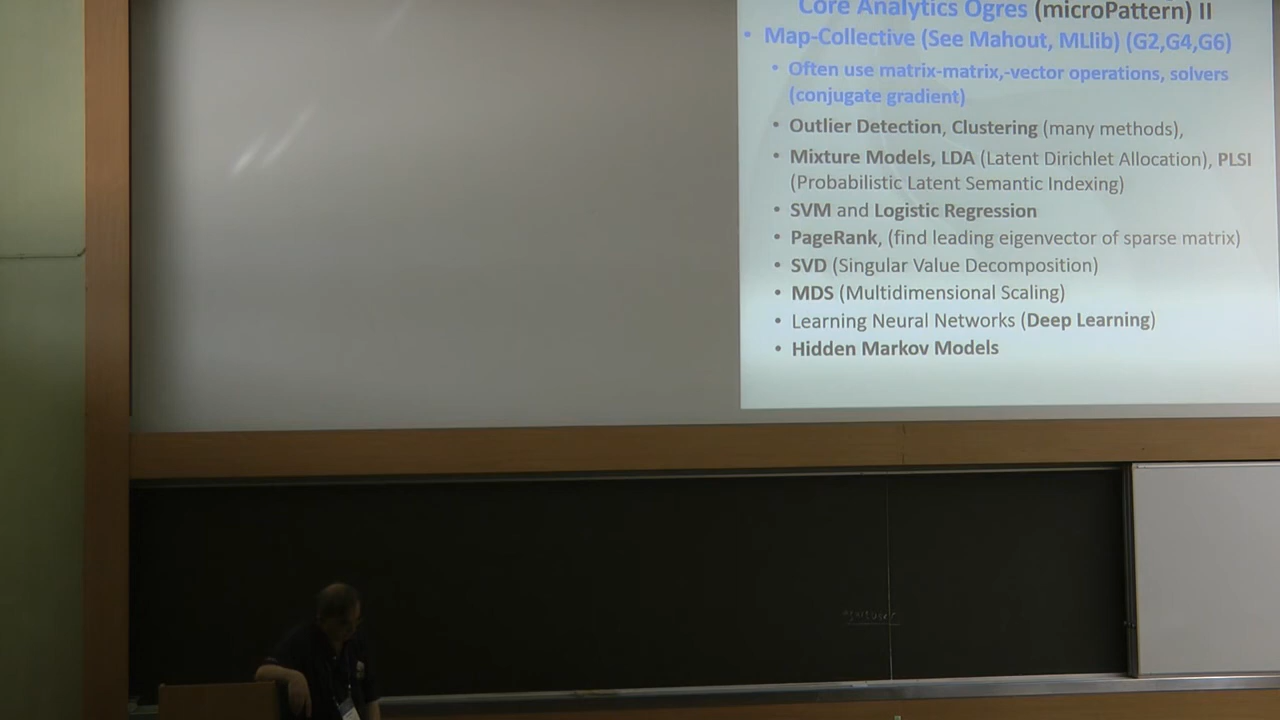 Core Analytics Ogres (microPattern) II
• Map-Collective (See Mahout, MLlib) (G2,G4,G6)
• Often use matrix-matrix,-vector operations, solvers
(conjugate gradient)
• Outlier Detection, Clustering (many methods),
• Mixture Models, LDA (Latent Dirichlet Allocation), PLSI
(Probabilistic Latent Semantic Indexing)
• SVM and Logistic Regression
• PageRank, (find leading eigenvector of sparse matrix)
• SVD (Singular Value Decomposition)
• MDS (Multidimensional Scaling)
• Learning Neural Networks (Deep Learning)
• Hidden Markov Models